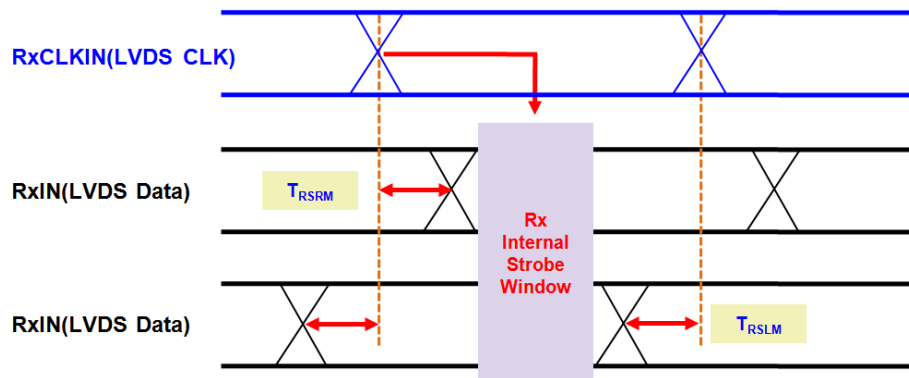 RxCLKIN(LVDS CLK)
RxIN(LVDS Data)
TRSRM
Rx
Internal
Strobe
Window
RxIN(LVDS Data)
TRSLM